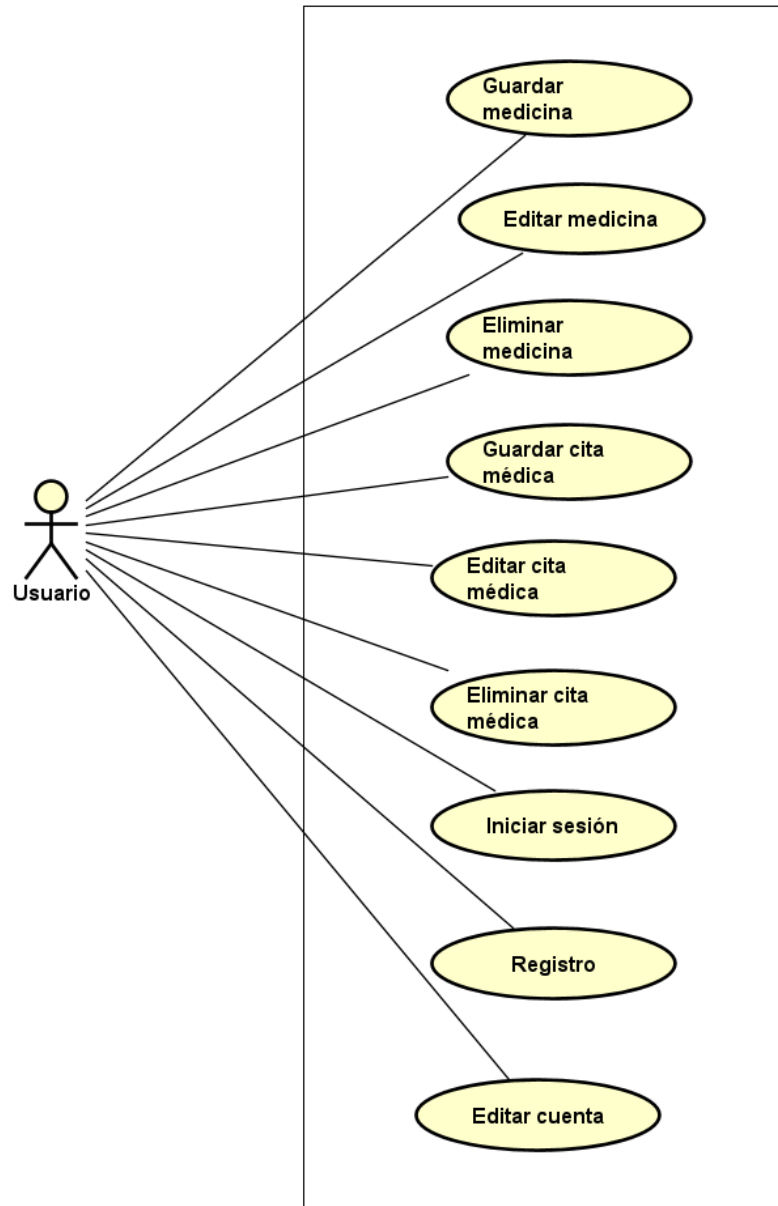 Guardar
medicina
Editar medicina
Eliminar
medicina
Guardar cita
médica
Usuario
Editar cita
médica
Eliminar cita
médica
Iniciar sesión
Registro
Editar cuenta